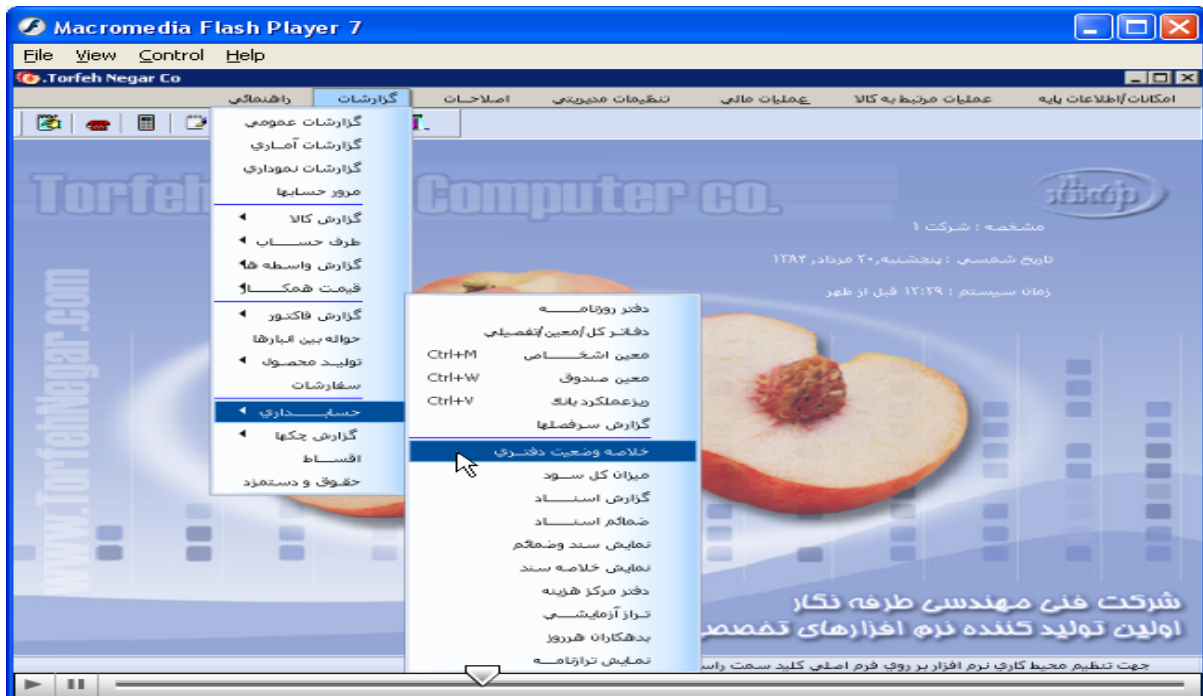 Macromedia Flash Player 7
File View Control Help
.Torfeh Negar Co
امکانات/اطلاعات پایه عملیات مرتبط به کالا عملیات مالی تنظیمات مدیریتی اصلاحات گزارشات راهنمائی
گزارشات عمومی
گزارشات آماری
گزارشات نموداری
مرور حسابها
گزارش کالا
طرف حساب
گزارش واسطه ها
قیمت همکار
گزارش فاکتور
حواله بین انبارها
تولید محصول
سفارشات
حسابداری
گزارش چکها
اقساط
حقوق و دستمزد
دفتر روزنامه
دفاتر کل/معین/تفصیلی
معین اشخاص Ctrl+M
معین صندوق Ctrl+W
ریزعملکرد بانک Ctrl+V
گزارش سرفصلها
خلاصه وضعیت دفتری
میزان کل سود
گزارش اسناد
ضمائم اسناد
نمایش سند وضمائم
نمایش خلاصه سند
دفتر مرکز هزینه
تراز آزمایشی
بدهکاران هرروز
نمایش ترازنامه
Torfeh Computer co.
مشخصه : شرکت ۱
تاریخ شمسی : پنجشنبه, ۲۰ مرداد, ۱۳۸۴
زمان سیستم : ۱۲:۲۹ قبل از ظهر
www.TorfehNegar.com
شرکت فنی مهندسی طرفه نگار
اولین تولید کننده نرم افزارهای تخصصی
جهت تنظیم محیط کاری نرم افزار بر روی فرم اصلی کلید سمت راس